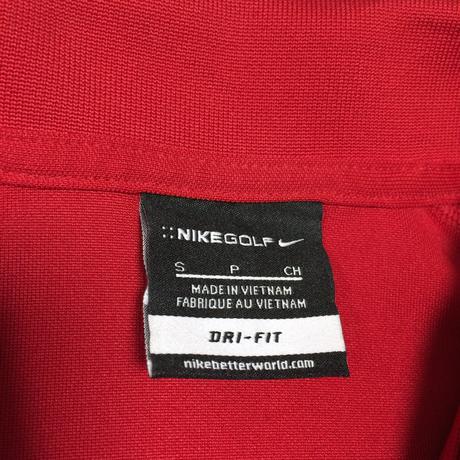 NIKEGOLF
S P CH
MADE IN VIETNAM
FABRIQUE AU VIETNAM
DRI-FIT
nikebetterworld.com